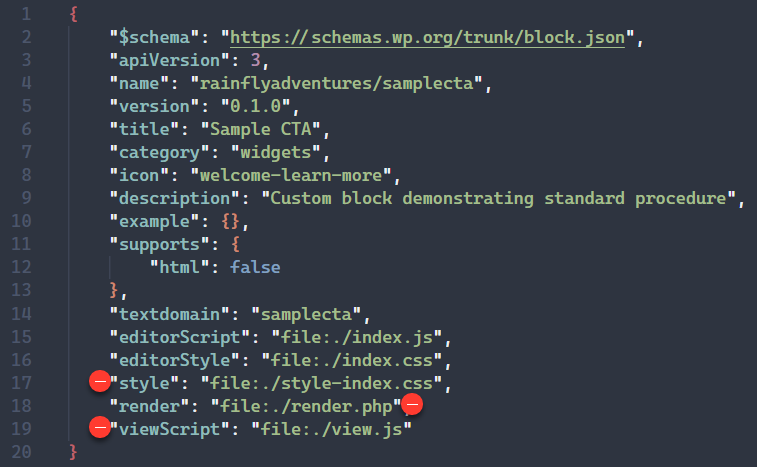 1 {
2 "$schema": "https://schemas.wp.org/trunk/block.json",
3 "apiVersion": 3,
4 "name": "rainflyadventures/samplecta",
5 "version": "0.1.0",
6 "title": "Sample CTA",
7 "category": "widgets",
8 "icon": "welcome-learn-more",
9 "description": "Custom block demonstrating standard procedure",
10 "example": {},
11 "supports": {
12 "html": false
13 },
14 "textdomain": "samplecta",
15 "editorScript": "file:./index.js",
16 "editorStyle": "file:./index.css",
17 "style": "file:./style-index.css",
18 "render": "file:./render.php",
19 "viewScript": "file:./view.js"
20 }